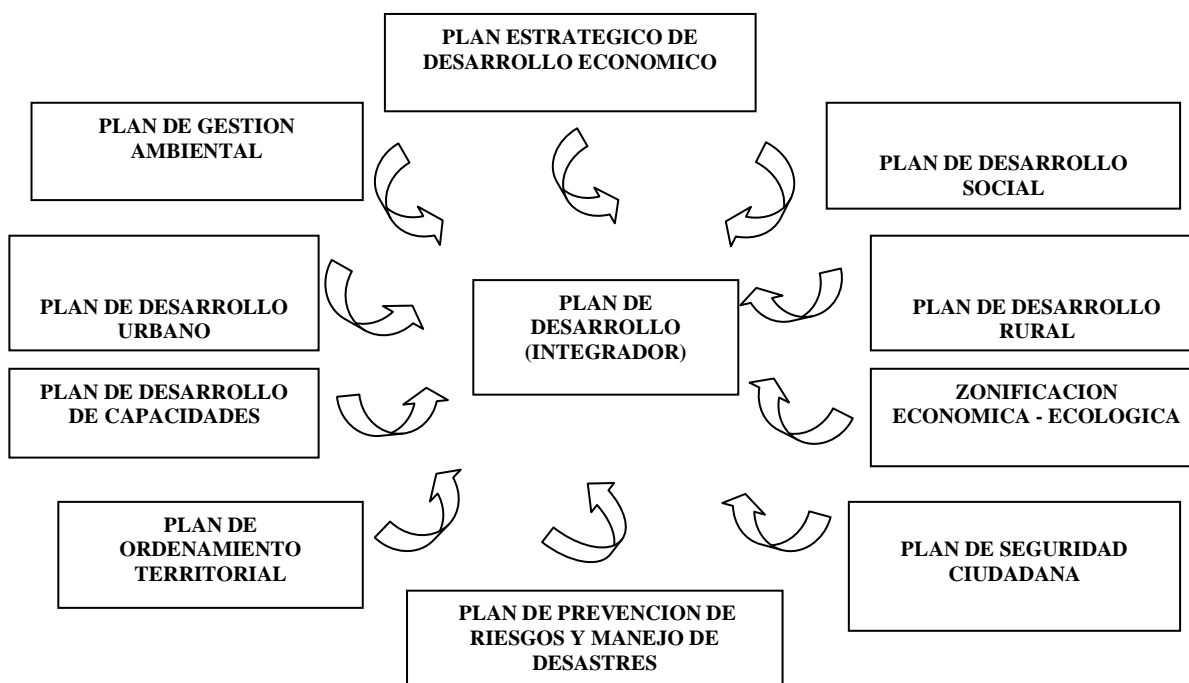 PLAN ESTRATEGICO DE
DESARROLLO ECONOMICO
PLAN DE GESTION
AMBIENTAL
PLAN DE DESARROLLO
SOCIAL
PLAN DE DESARROLLO
URBANO
PLAN DE
DESARROLLO
(INTEGRADOR)
PLAN DE DESARROLLO
RURAL
PLAN DE DESARROLLO
DE CAPACIDADES
ZONIFICACION
ECONOMICA - ECOLOGICA
PLAN DE
ORDENAMIENTO
TERRITORIAL
PLAN DE SEGURIDAD
CIUDADANA
PLAN DE PREVENCION DE
RIESGOS Y MANEJO DE
DESASTRES